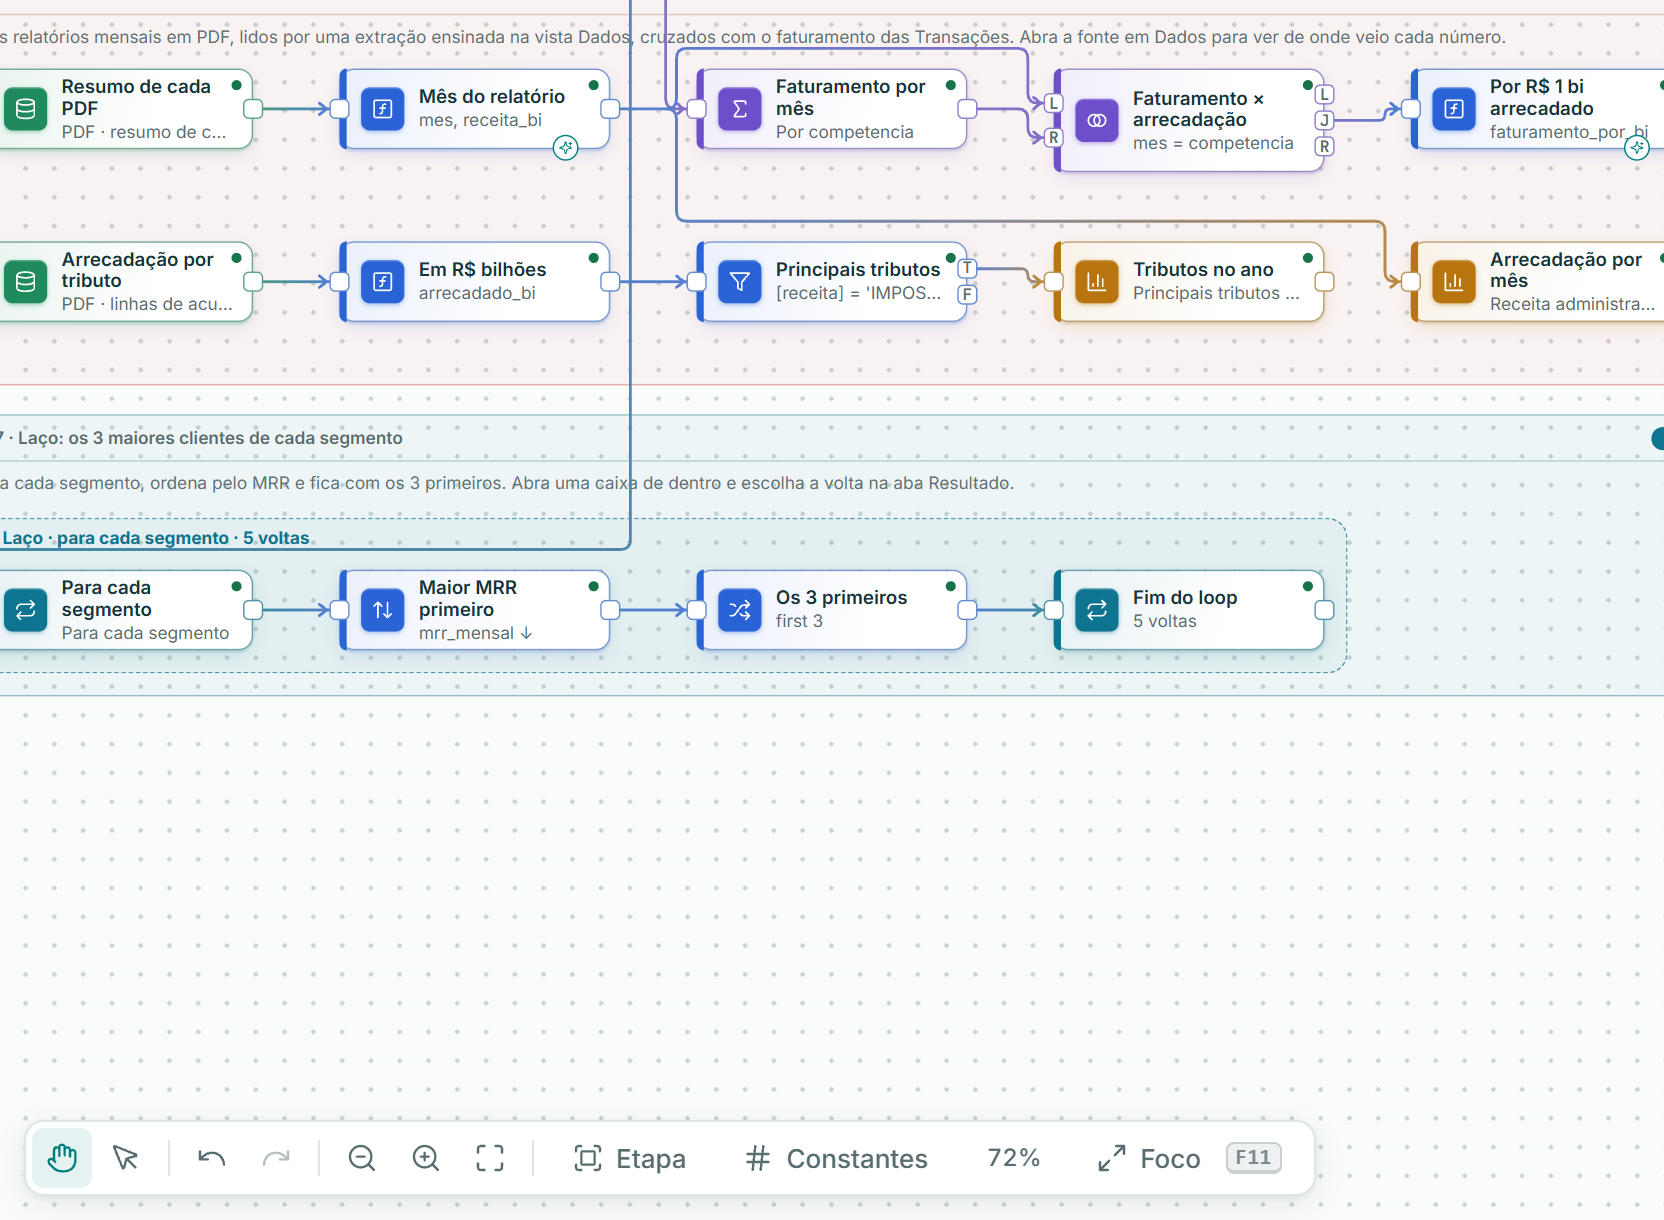 s relatórios mensais em PDF, lidos por uma extração ensinada na vista Dados, cruzados com o faturamento das Transações. Abra a fonte em Dados para ver de onde veio cada número.
Resumo de cada
PDF
PDF · resumo de c...
Mês do relatório
mes, receita_bi
Faturamento por
mês
Por competencia
L
R
Faturamento ×
arrecadação
mes = competencia
L
J
R
Por R$ 1 bi
arrecadado
faturamento_por_bi
Arrecadação por
tributo
PDF · linhas de acu...
Em R$ bilhões
arrecadado_bi
Principais tributos
[receita] = 'IMPOS...
T
F
Tributos no ano
Principais tributos ...
Arrecadação por
mês
Receita administra...
7 · Laço: os 3 maiores clientes de cada segmento
a cada segmento, ordena pelo MRR e fica com os 3 primeiros. Abra uma caixa de dentro e escolha a volta na aba Resultado.
Laço · para cada segmento · 5 voltas
Para cada
segmento
Para cada segmento
Maior MRR
primeiro
mrr_mensal ↓
Os 3 primeiros
first 3
Fim do loop
5 voltas
Etapa
Constantes
72%
Foco
F11